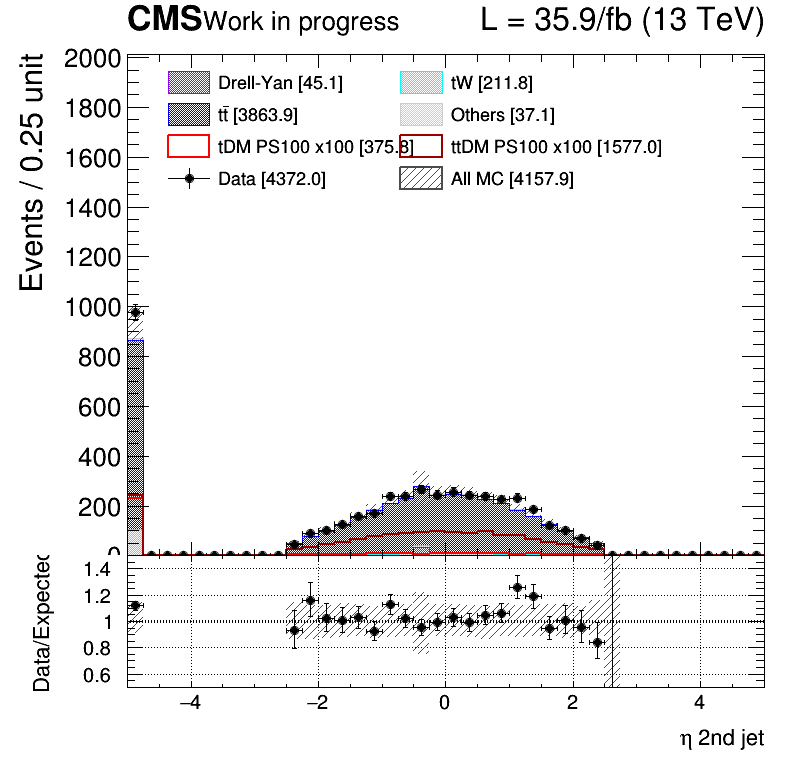 CMS Work in progress L = 35.9/fb (13 TeV)
Events / 0.25 unit
2000
1800
1600
1400
1200
1000
800
600
400
200
0
Drell-Yan [45.1] tW [211.8]
tt̄ [3863.9] Others [37.1]
tDM PS100 x100 [375.8] ttDM PS100 x100 [1577.0]
Data [4372.0] All MC [4157.9]
Data/Expected
1.4
1.2
1
0.8
0.6
−4 −2 0 2 4
η 2nd jet